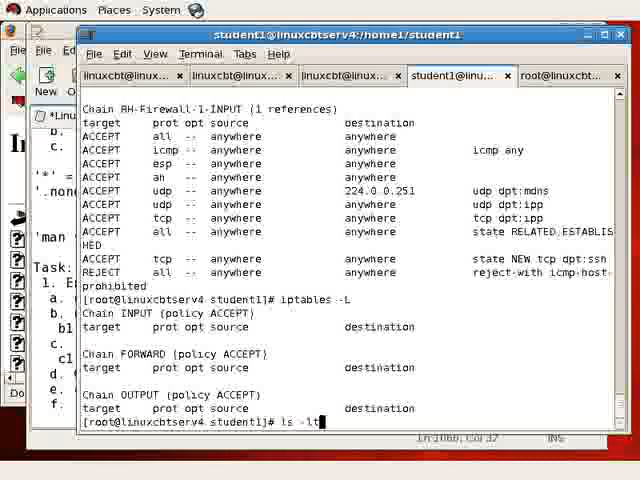 Applications Places System
student1@linuxcbtserv4:/home1/student1
File Edit View Terminal Tabs Help
linuxcbt@linux... linuxcbt@linux... linuxcbt@linux... student1@linu... root@linuxcbt...
Chain RH-Firewall-1-INPUT (1 references)
target prot opt source destination
ACCEPT all -- anywhere anywhere
ACCEPT icmp -- anywhere anywhere icmp any
ACCEPT esp -- anywhere anywhere
ACCEPT ah -- anywhere anywhere
ACCEPT udp -- anywhere 224.0.0.251 udp dpt:mdns
ACCEPT udp -- anywhere anywhere udp dpt:ipp
ACCEPT tcp -- anywhere anywhere tcp dpt:ipp
ACCEPT all -- anywhere anywhere state RELATED,ESTABLIS
HED
ACCEPT tcp -- anywhere anywhere state NEW tcp dpt:ssh
REJECT all -- anywhere anywhere reject-with icmp-host-
prohibited
[root@linuxcbtserv4 student1]# iptables -L
Chain INPUT (policy ACCEPT)
target prot opt source destination
Chain FORWARD (policy ACCEPT)
target prot opt source destination
Chain OUTPUT (policy ACCEPT)
target prot opt source destination
[root@linuxcbtserv4 student1]# ls -lt
File
File
New
*Linu
b.
c.
'*' =
'.none
'man
Task:
1.
a.
b.
b1
c.
c1
d.
e.
f.